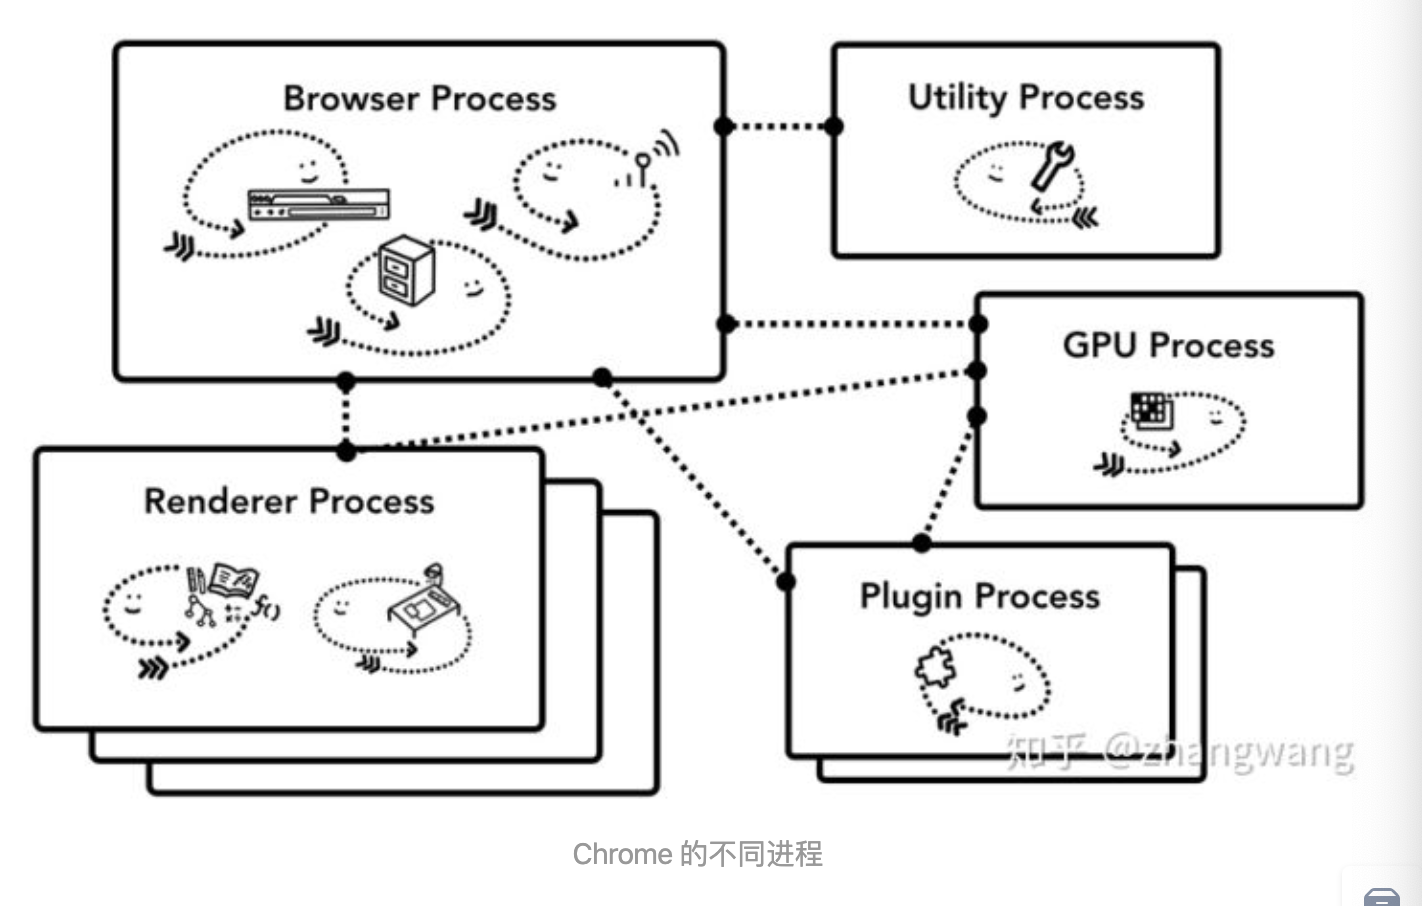 Browser Process
Utility Process
GPU Process
Renderer Process
f()
Plugin Process
知乎 @zhangwang
Chrome 的不同进程